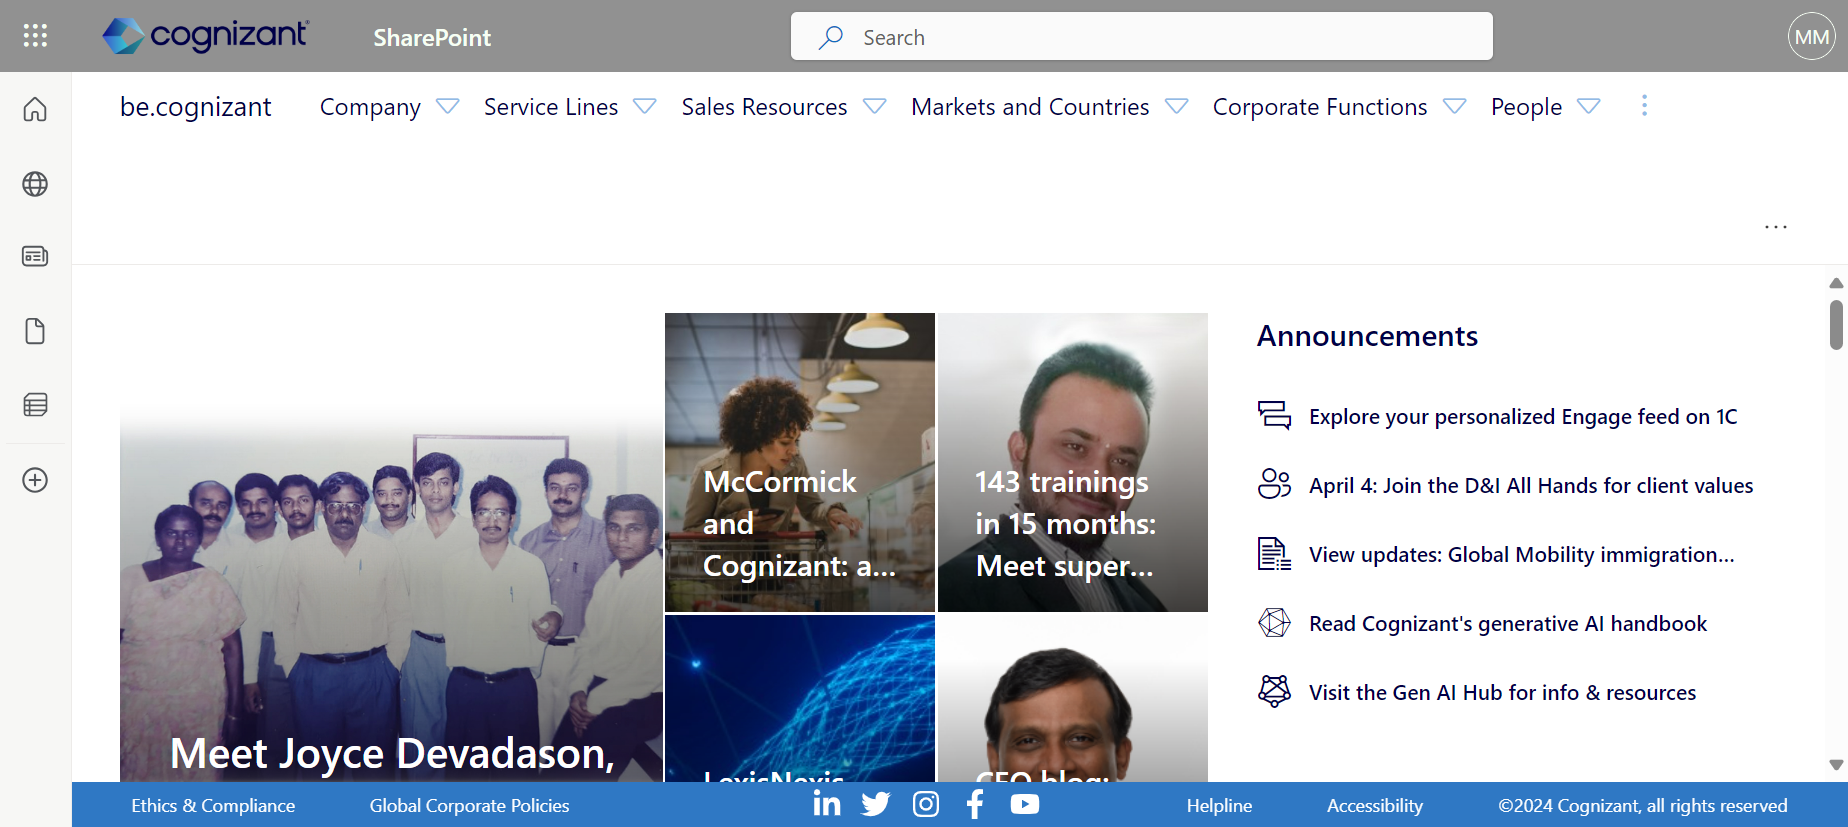 cognizant
SharePoint
Search
MM
be.cognizant
Company
Service Lines
Sales Resources
Markets and Countries
Corporate Functions
People
...
McCormick
and
Cognizant: a...
143 trainings
in 15 months:
Meet super...
Meet Joyce Devadason,
LexisNexis
CEO blog:
Announcements
Explore your personalized Engage feed on 1C
April 4: Join the D&I All Hands for client values
View updates: Global Mobility immigration...
Read Cognizant's generative AI handbook
Visit the Gen AI Hub for info & resources
Ethics & Compliance
Global Corporate Policies
Helpline
Accessibility
©2024 Cognizant, all rights reserved